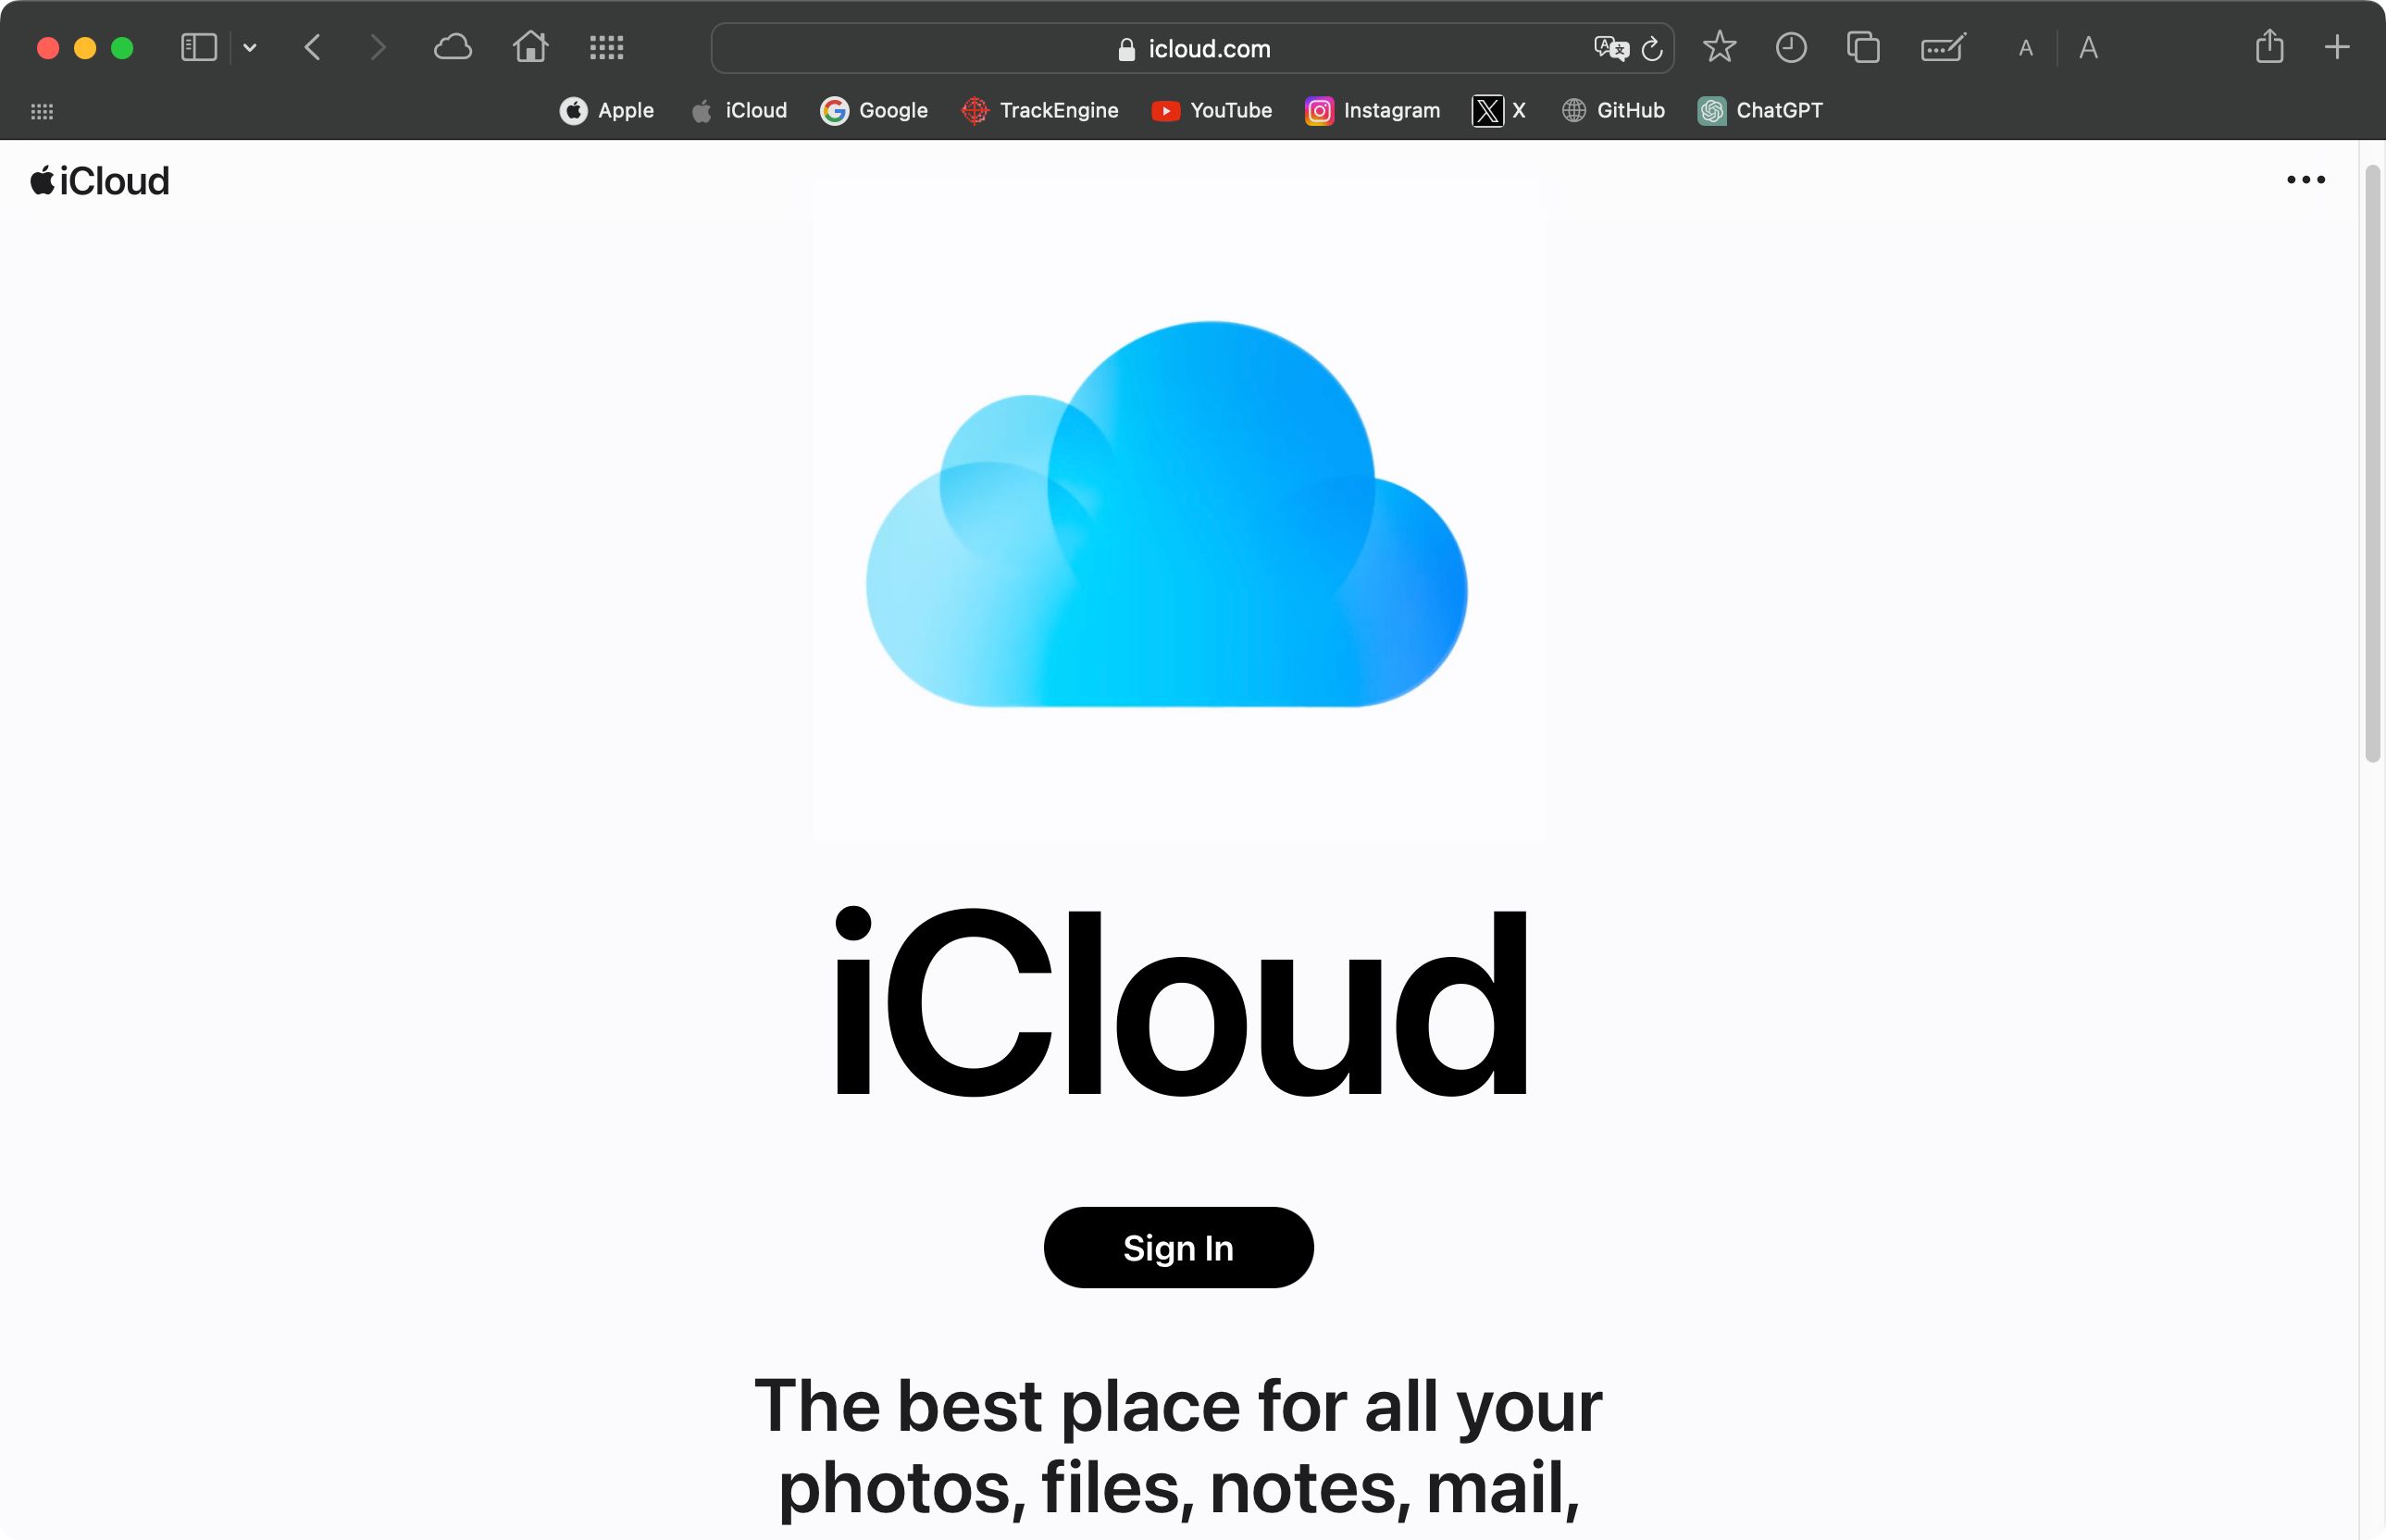 icloud.com
A A
Apple iCloud Google TrackEngine YouTube Instagram X GitHub ChatGPT
iCloud
iCloud
Sign In
The best place for all your
photos, files, notes, mail,